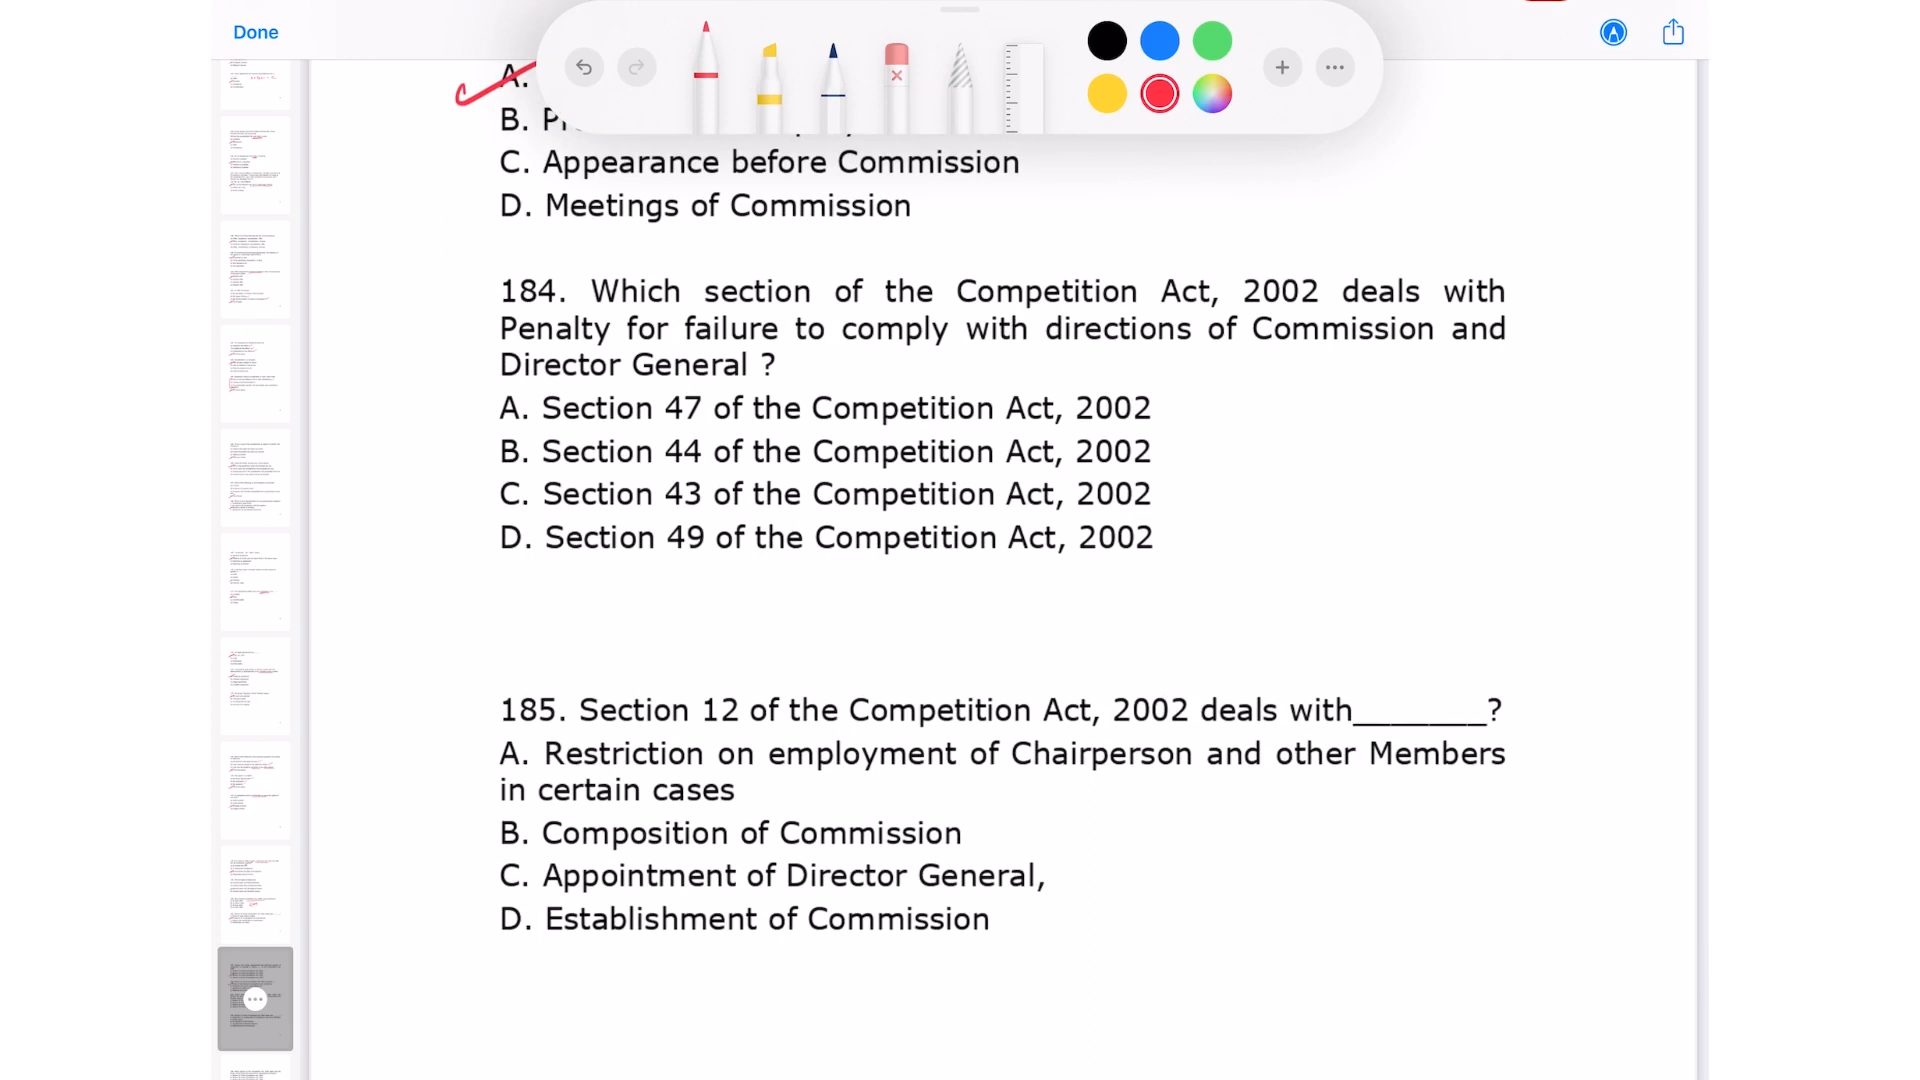 Done
A.
B.
C. Appearance before Commission
D. Meetings of Commission
184. Which section of the Competition Act, 2002 deals with
Penalty for failure to comply with directions of Commission and
Director General ?
A. Section 47 of the Competition Act, 2002
B. Section 44 of the Competition Act, 2002
C. Section 43 of the Competition Act, 2002
D. Section 49 of the Competition Act, 2002
185. Section 12 of the Competition Act, 2002 deals with_______?
A. Restriction on employment of Chairperson and other Members
in certain cases
B. Composition of Commission
C. Appointment of Director General,
D. Establishment of Commission